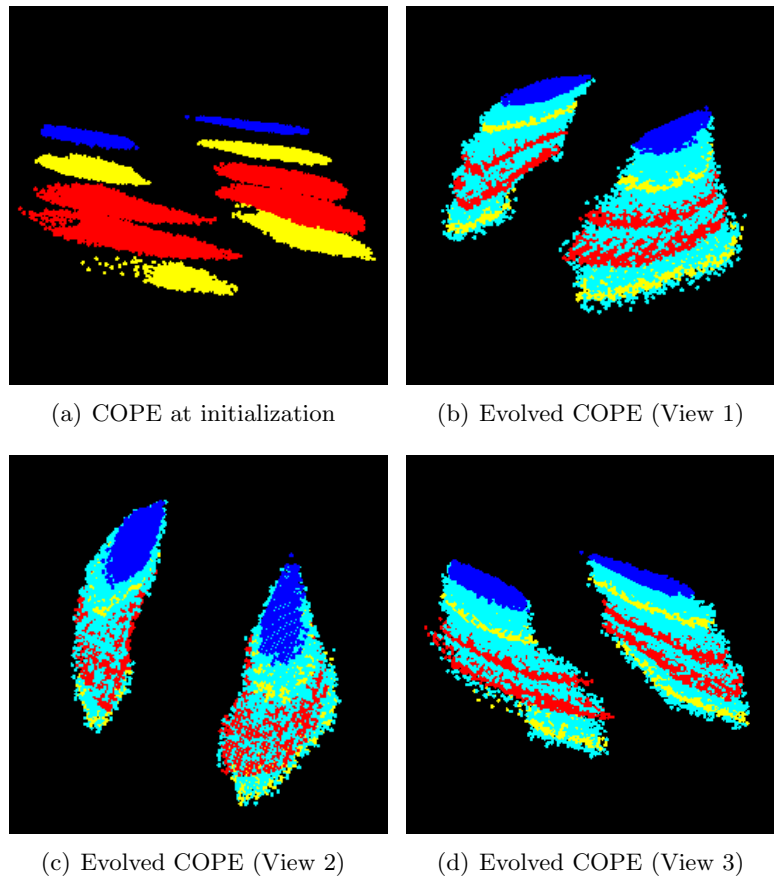 (a) COPE at initialization
(b) Evolved COPE (View 1)
(c) Evolved COPE (View 2)
(d) Evolved COPE (View 3)